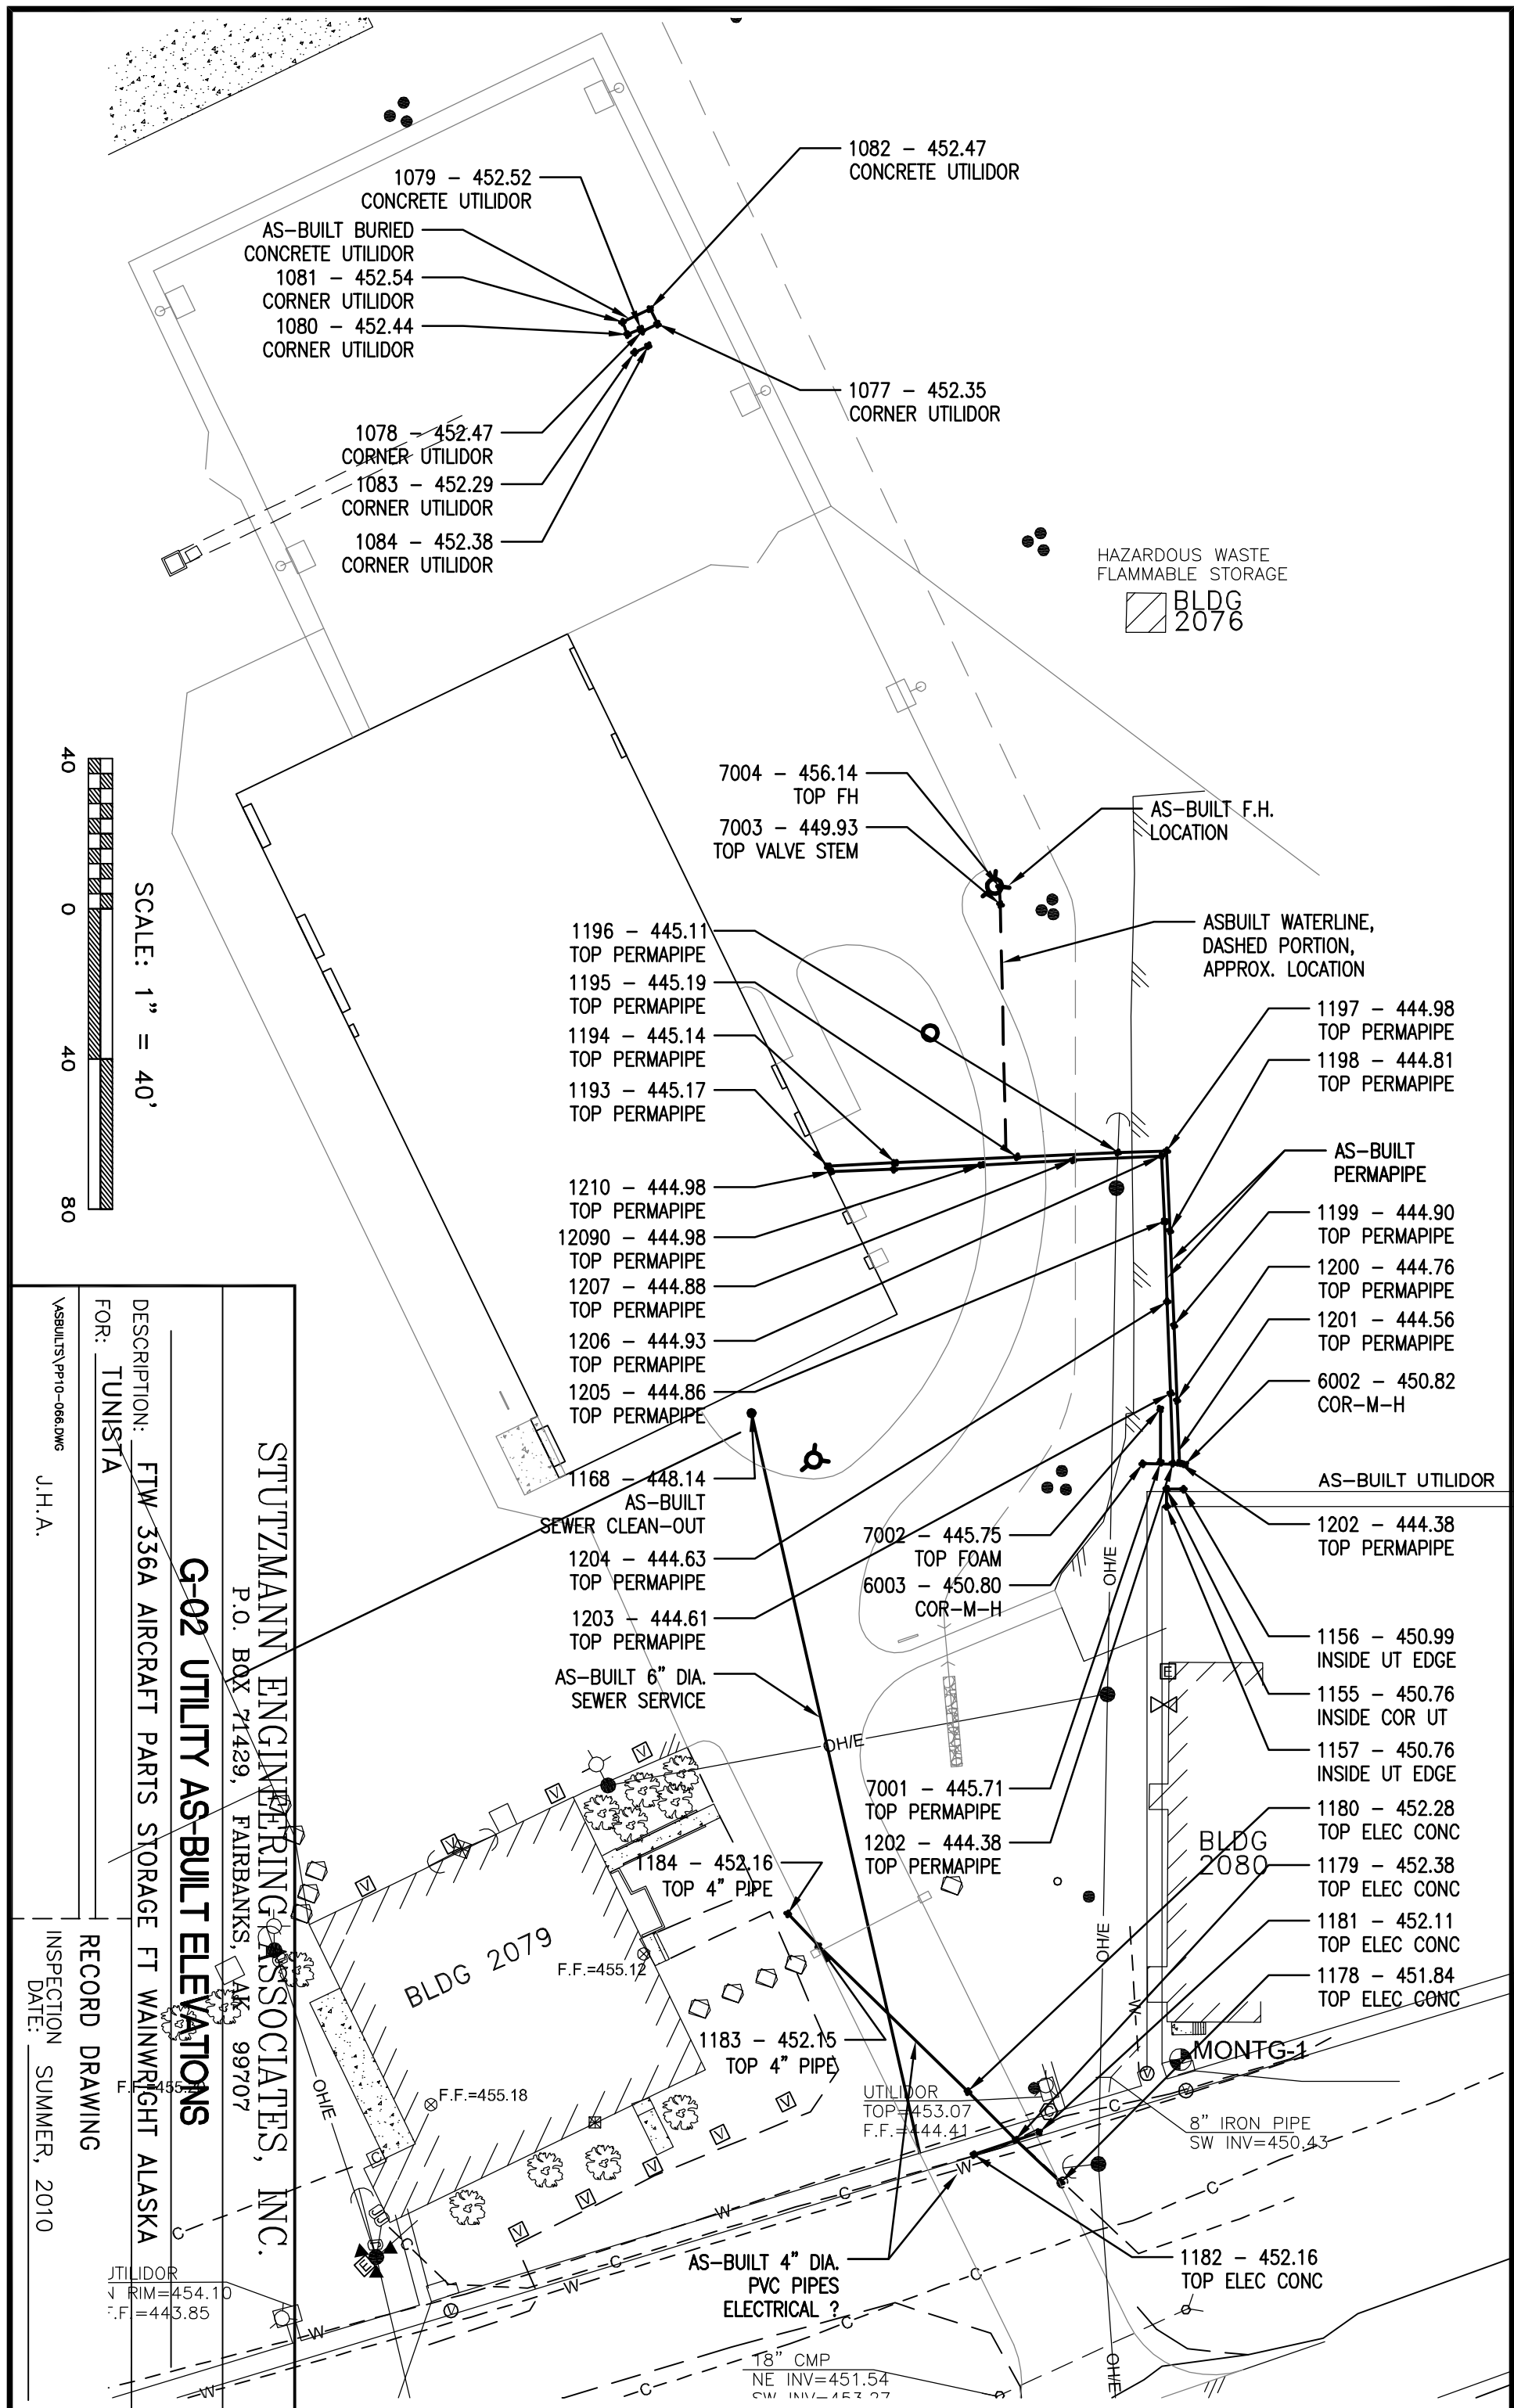 1082 - 452.47
CONCRETE UTILIDOR
1079 - 452.52
CONCRETE UTILIDOR
AS-BUILT BURIED
CONCRETE UTILIDOR
1081 - 452.54
CORNER UTILIDOR
1080 - 452.44
CORNER UTILIDOR
1077 - 452.35
CORNER UTILIDOR
1078 - 452.47
CORNER UTILIDOR
1083 - 452.29
CORNER UTILIDOR
1084 - 452.38
CORNER UTILIDOR
HAZARDOUS WASTE
FLAMMABLE STORAGE
BLDG
2076
7004 - 456.14
TOP FH
7003 - 449.93
TOP VALVE STEM
AS-BUILT F.H.
LOCATION
ASBUILT WATERLINE,
DASHED PORTION,
APPROX. LOCATION
1196 - 445.11
TOP PERMAPIPE
1195 - 445.19
TOP PERMAPIPE
1194 - 445.14
TOP PERMAPIPE
1193 - 445.17
TOP PERMAPIPE
1197 - 444.98
TOP PERMAPIPE
1198 - 444.81
TOP PERMAPIPE
AS-BUILT
PERMAPIPE
1210 - 444.98
TOP PERMAPIPE
12090 - 444.98
TOP PERMAPIPE
1207 - 444.88
TOP PERMAPIPE
1206 - 444.93
TOP PERMAPIPE
1205 - 444.86
TOP PERMAPIPE
1199 - 444.90
TOP PERMAPIPE
1200 - 444.76
TOP PERMAPIPE
1201 - 444.56
TOP PERMAPIPE
6002 - 450.82
COR-M-H
AS-BUILT UTILIDOR
1202 - 444.38
TOP PERMAPIPE
1168 - 448.14
AS-BUILT
SEWER CLEAN-OUT
1204 - 444.63
TOP PERMAPIPE
1203 - 444.61
TOP PERMAPIPE
AS-BUILT 6" DIA.
SEWER SERVICE
7002 - 445.75
TOP FOAM
6003 - 450.80
COR-M-H
OH/E
1156 - 450.99
INSIDE UT EDGE
1155 - 450.76
INSIDE COR UT
1157 - 450.76
INSIDE UT EDGE
E
OH/E
7001 - 445.71
TOP PERMAPIPE
1202 - 444.38
TOP PERMAPIPE
1180 - 452.28
TOP ELEC CONC
BLDG
2080
1179 - 452.38
TOP ELEC CONC
1181 - 452.11
TOP ELEC CONC
1178 - 451.84
TOP ELEC CONC
1184 - 452.16
TOP 4" PIPE
BLDG 2079
F.F.=455.12
OH/E
W
1183 - 452.15
TOP 4" PIPE
MONTG-1
UTILIDOR
TOP=453.07
F.F.=444.41
8" IRON PIPE
SW INV=450.43
F.F.=455.18
F.F.=455.20
OH/E
AS-BUILT 4" DIA.
PVC PIPES
ELECTRICAL ?
1182 - 452.16
TOP ELEC CONC
UTILIDOR
N RIM=454.10
F.F.=443.85
18" CMP
NE INV=451.54
SW INV=453.27
OH/E
SCALE: 1" = 40'
40 0 40 80
STUTZMANN ENGINEERING ASSOCIATES, INC.
P.O. BOX 71429, FAIRBANKS, AK 99707
G-02 UTILITY AS-BUILT ELEVATIONS
DESCRIPTION: FTW 336A AIRCRAFT PARTS STORAGE FT WAINWRIGHT ALASKA
FOR: TUNISTA
RECORD DRAWING
INSPECTION
DATE: SUMMER, 2010
\ASBUILTS\PP10-066.DWG
J.H.A.